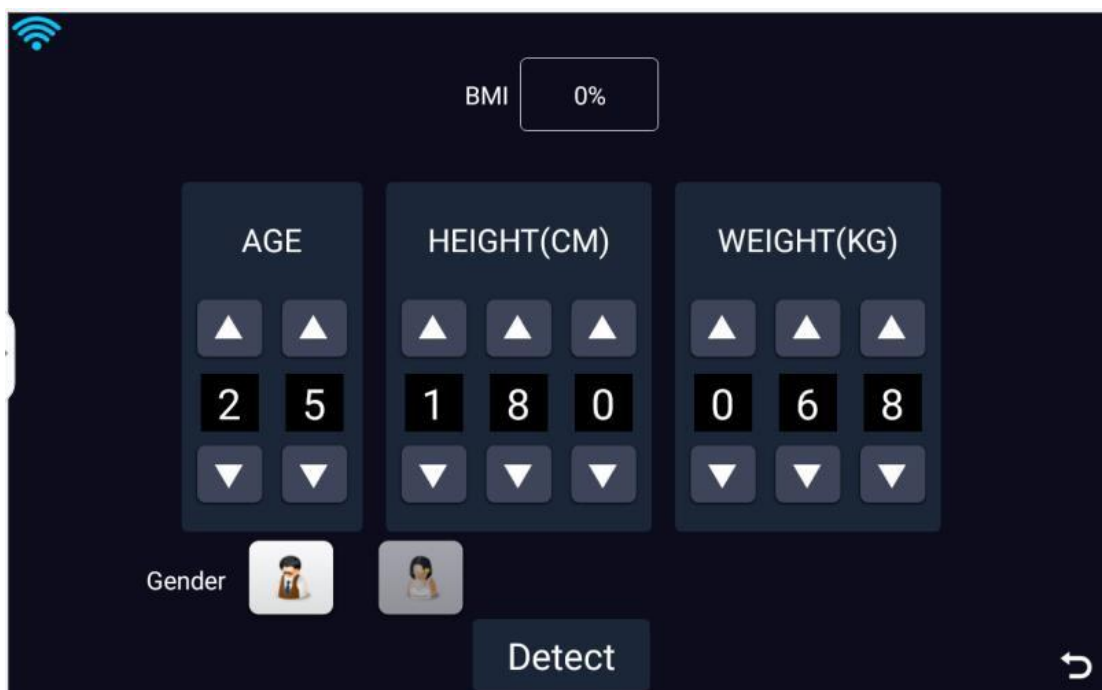 BMI 0%
AGE HEIGHT(CM) WEIGHT(KG)
2 5 1 8 0 0 6 8
Gender
Detect